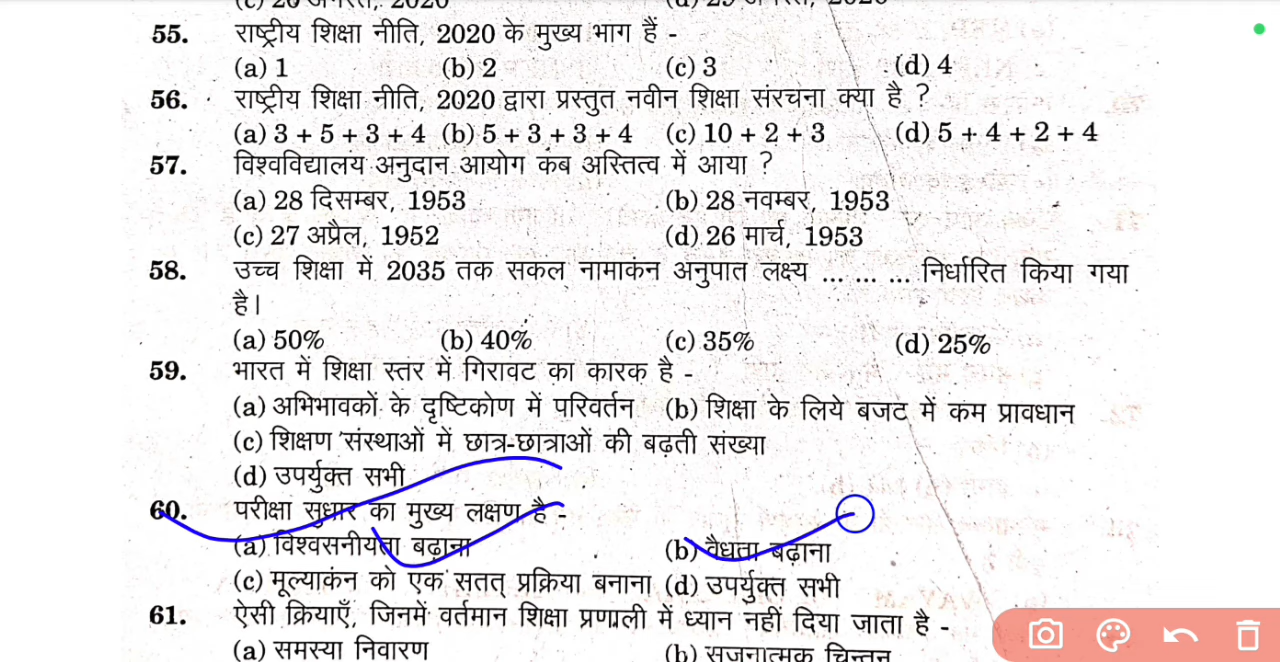 55. राष्ट्रीय शिक्षा नीति, 2020 के मुख्य भाग हैं -
(a) 1 (b) 2 (c) 3 (d) 4
56. राष्ट्रीय शिक्षा नीति, 2020 द्वारा प्रस्तुत नवीन शिक्षा संरचना क्या है ?
(a) 3 + 5 + 3 + 4 (b) 5 + 3 + 3 + 4 (c) 10 + 2 + 3 (d) 5 + 4 + 2 + 4
57. विश्वविद्यालय अनुदान आयोग कब अस्तित्व में आया ?
(a) 28 दिसम्बर, 1953 (b) 28 नवम्बर, 1953
(c) 27 अप्रैल, 1952 (d) 26 मार्च, 1953
58. उच्च शिक्षा में 2035 तक सकल नामाकंन अनुपात लक्ष्य ... ... ... निर्धारित किया गया
है।
(a) 50% (b) 40% (c) 35% (d) 25%
59. भारत में शिक्षा स्तर में गिरावट का कारक है -
(a) अभिभावकों के दृष्टिकोण में परिवर्तन (b) शिक्षा के लिये बजट में कम प्रावधान
(c) शिक्षण संस्थाओं में छात्र-छात्राओं की बढ़ती संख्या
(d) उपर्युक्त सभी
60. परीक्षा सुधार का मुख्य लक्षण है -
(a) विश्वसनीयता बढ़ाना (b) वैधता बढ़ाना
(c) मूल्याकंन को एक सतत् प्रक्रिया बनाना (d) उपर्युक्त सभी
61. ऐसी क्रियाएँ, जिनमें वर्तमान शिक्षा प्रणाली में ध्यान नहीं दिया जाता है -
(a) समस्या निवारण (b) सृजनात्मक चिन्तन